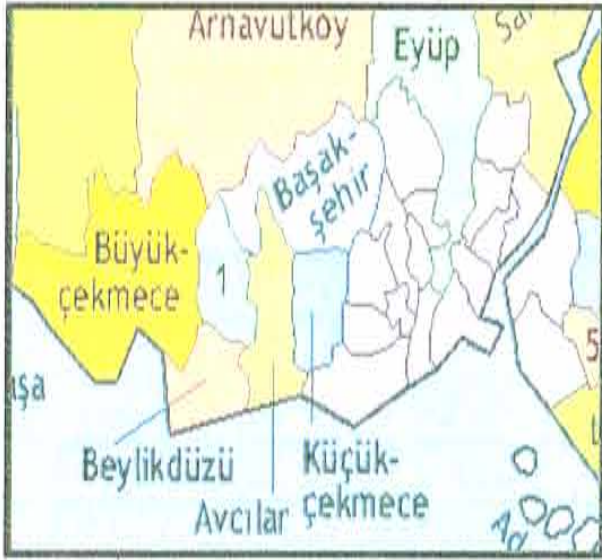 Arnavutköy
Eyüp
Başak-
şehir
Büyük-
çekmece
1
5
Beylikdüzü
Avcılar
Küçük-
çekmece